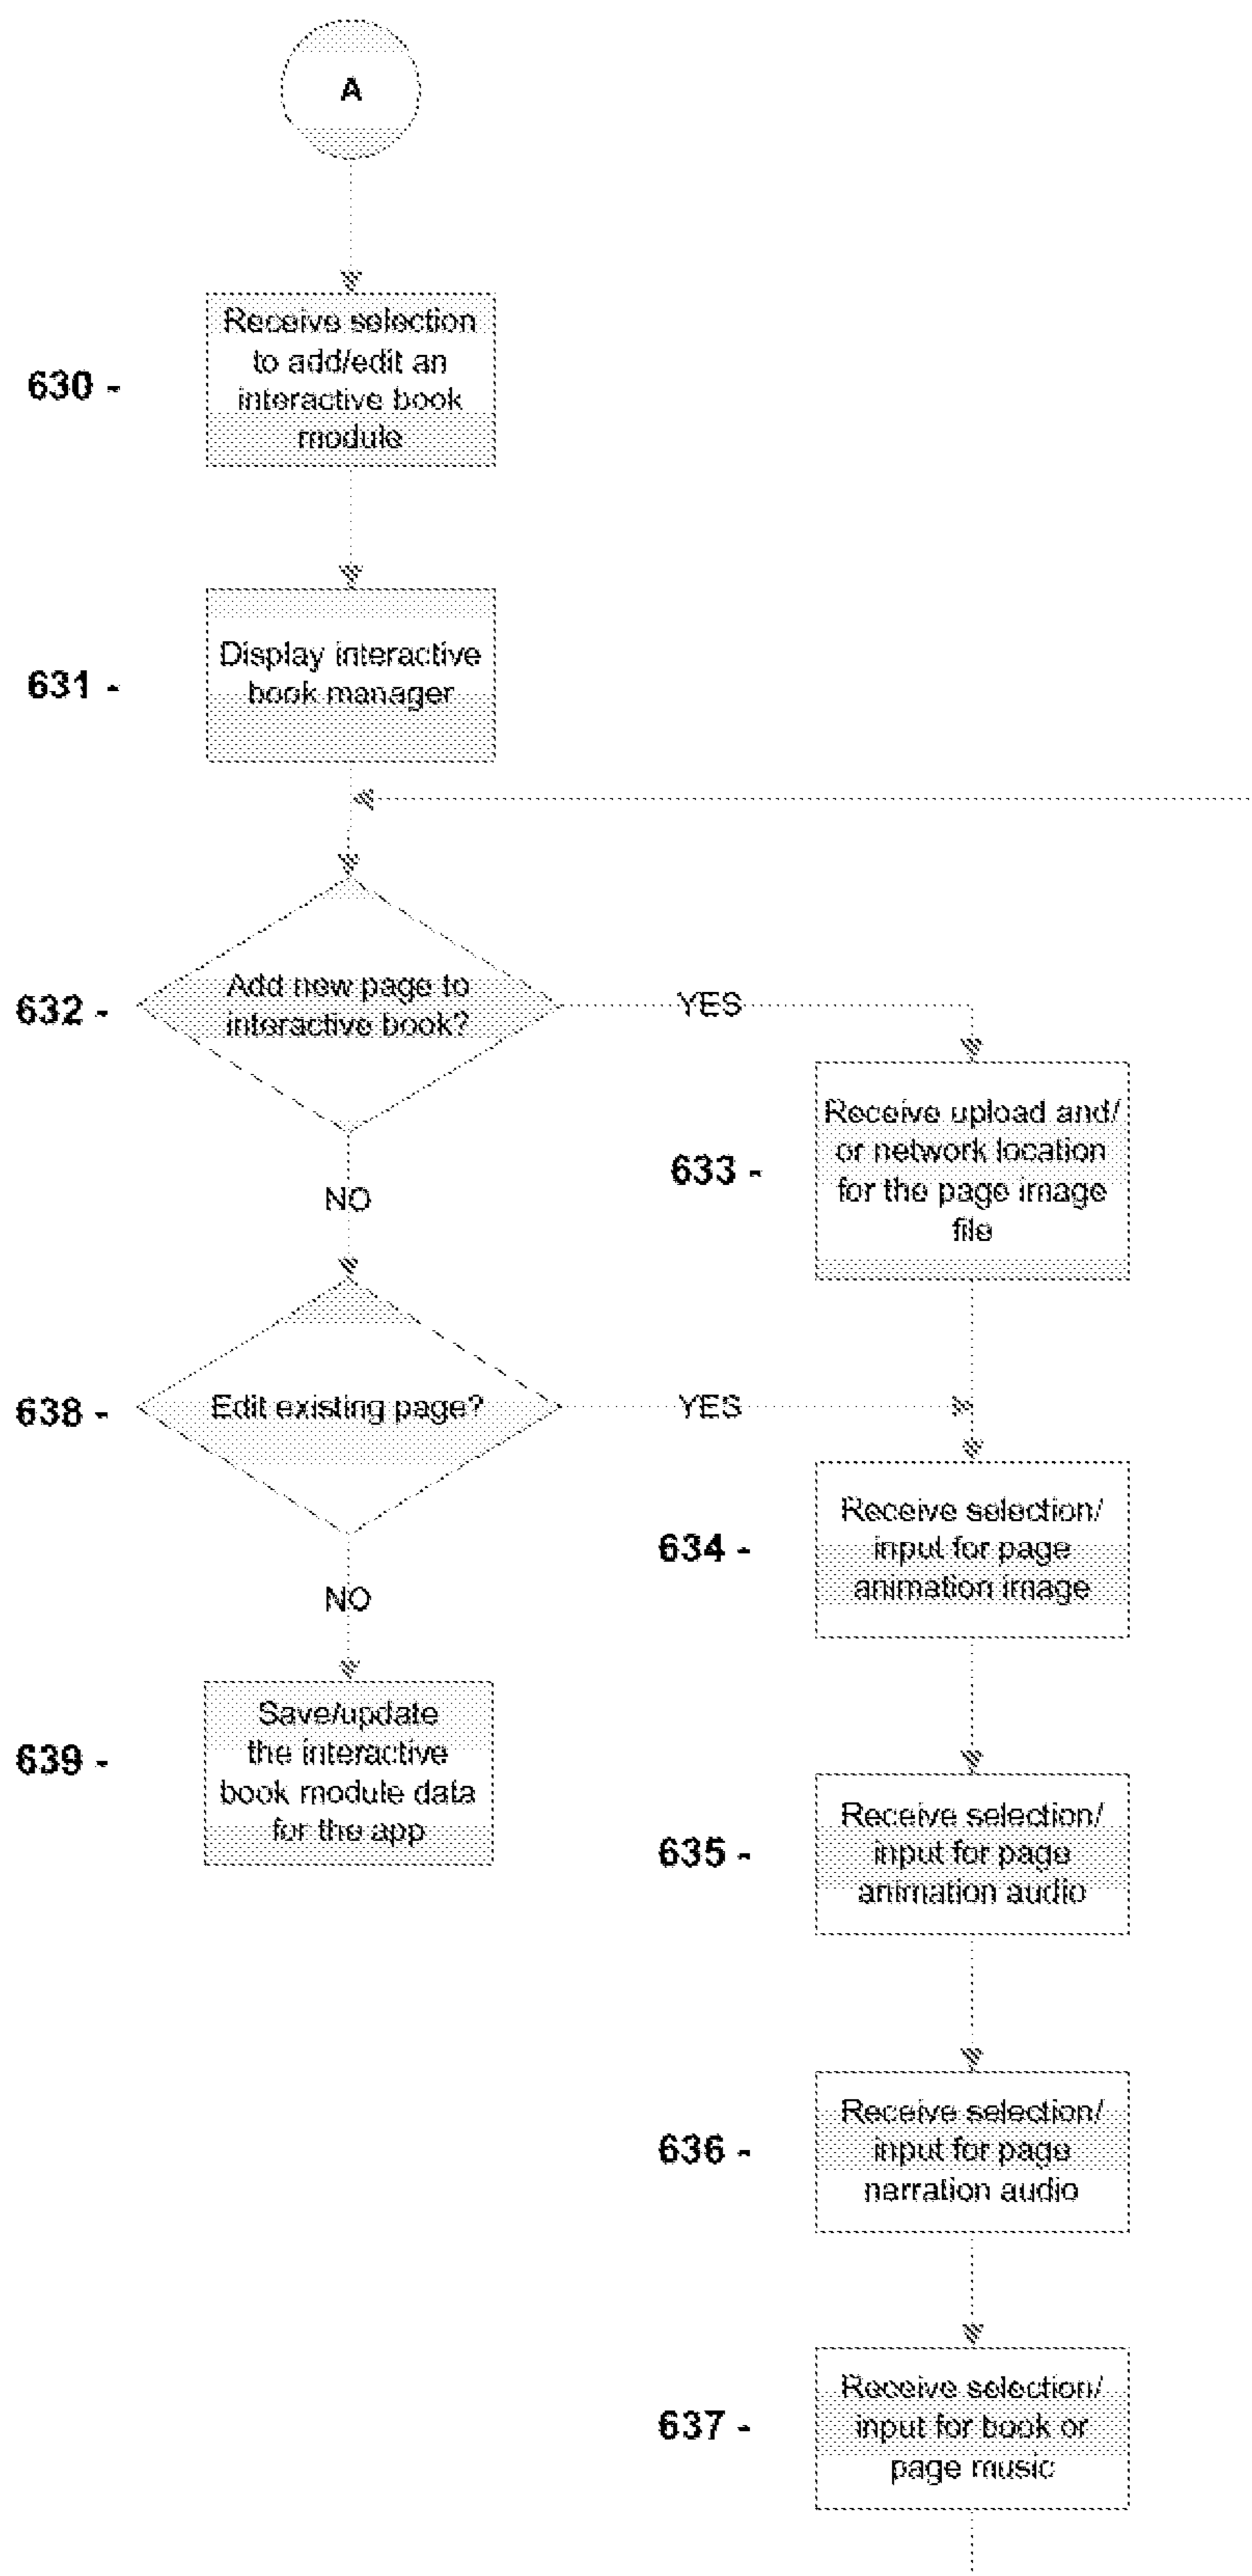 A
630 -
Receive selection
to add/edit an
interactive book
module
631 -
Display interactive
book manager
632 -
Add new page to
interactive book?
YES
633 -
Receive upload and/
or network location
for the page image
file
NO
638 -
Edit existing page?
YES
634 -
Receive selection/
input for page
animation image
NO
639 -
Save/update
the interactive
book module data
for the app
635 -
Receive selection/
input for page
animation audio
636 -
Receive selection/
input for page
narration audio
637 -
Receive selection/
input for book or
page music